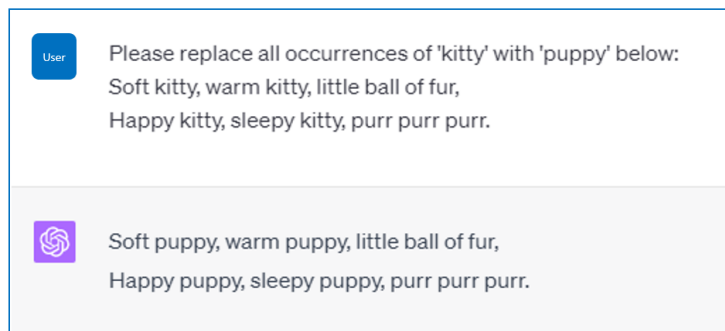 User
Please replace all occurrences of 'kitty' with 'puppy' below:
Soft kitty, warm kitty, little ball of fur,
Happy kitty, sleepy kitty, purr purr purr.
Soft puppy, warm puppy, little ball of fur,
Happy puppy, sleepy puppy, purr purr purr.